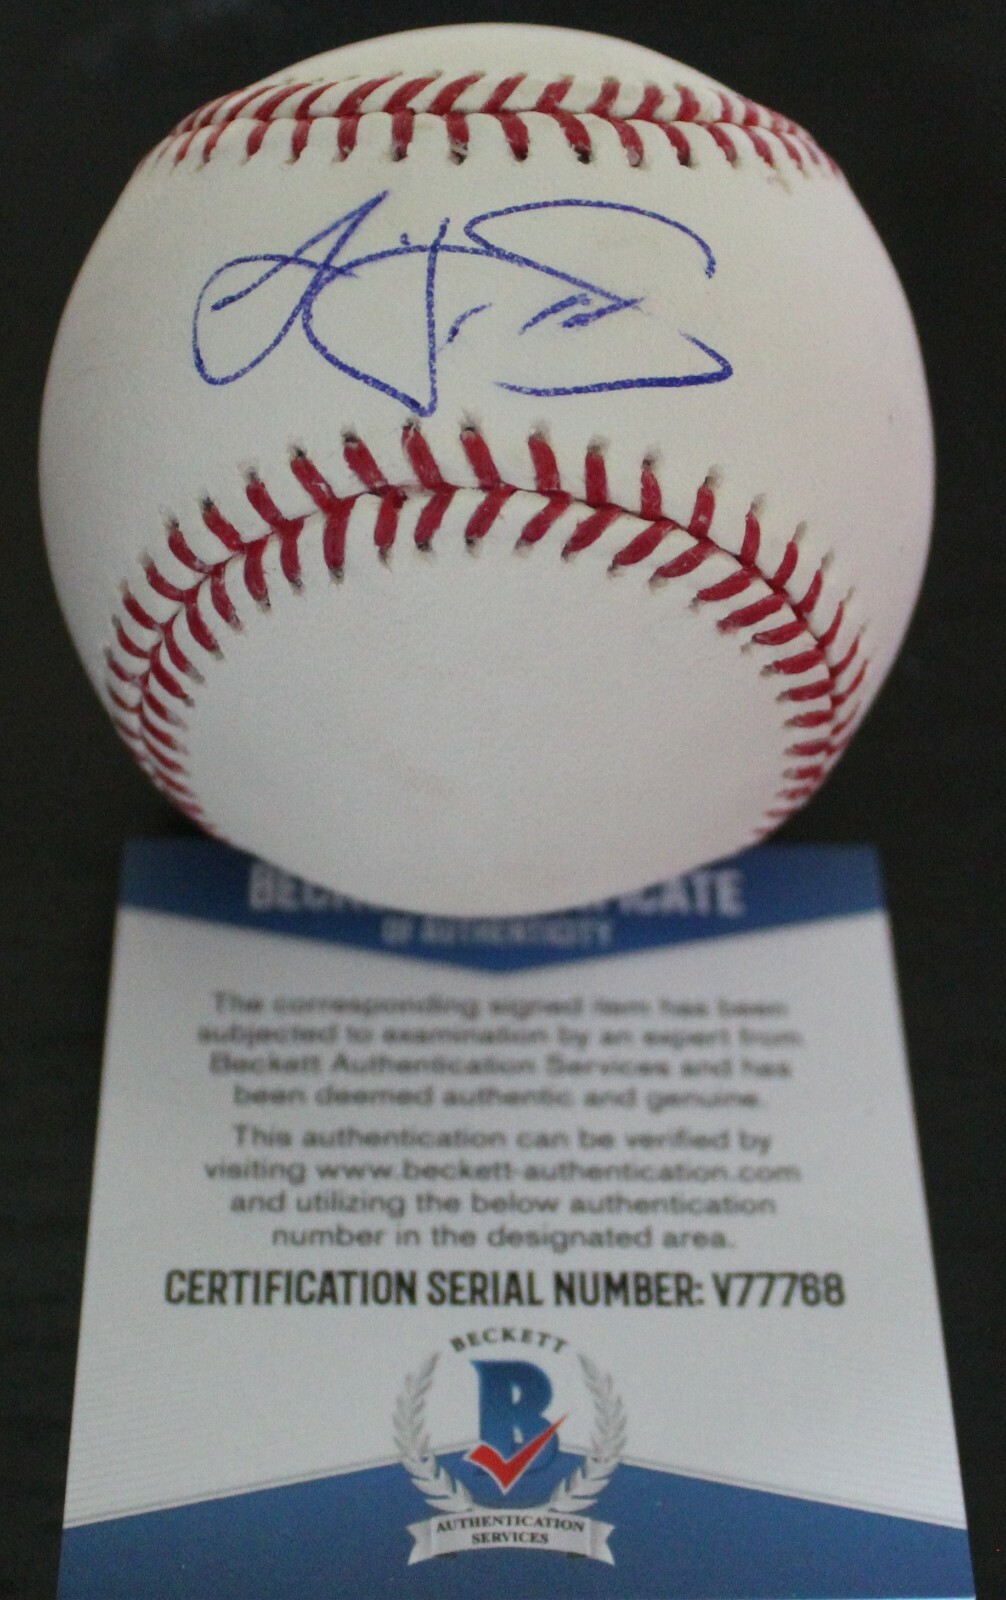 OF AUTHENTICITY
The corresponding signed item has been
subjected to examination by an expert from
Beckett Authentication Services and has
been deemed authentic and genuine.
This authentication can be verified by
visiting www.beckett-authentication.com
and utilizing the below authentication
number in the designated area.
CERTIFICATION SERIAL NUMBER: V77768
BECKETT
B
AUTHENTICATION
SERVICES